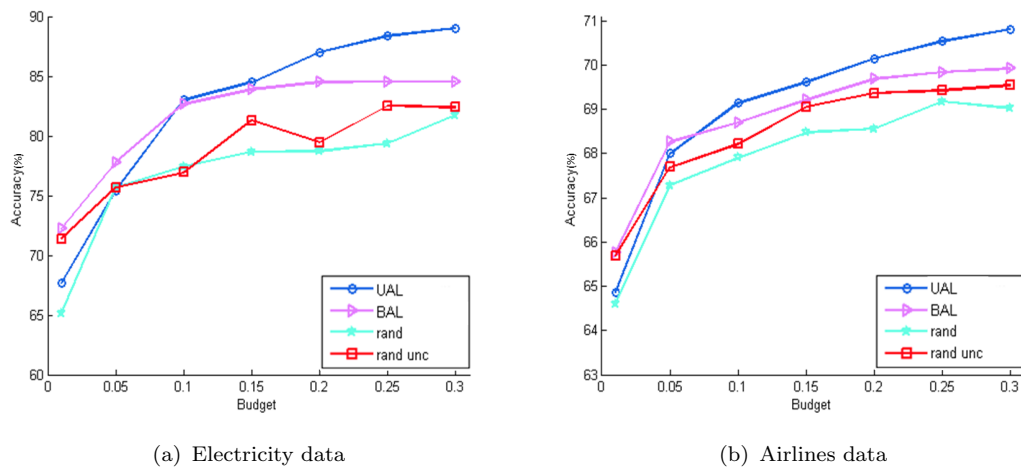 90
85
80
75
70
65
60
Accuracy(%)
0
0.05
0.1
0.15
0.2
0.25
0.3
Budget
UAL
BAL
rand
rand unc
(a) Electricity data
71
70
69
68
67
66
65
64
63
Accuracy(%)
0
0.05
0.1
0.15
0.2
0.25
0.3
Budget
UAL
BAL
rand
rand unc
(b) Airlines data